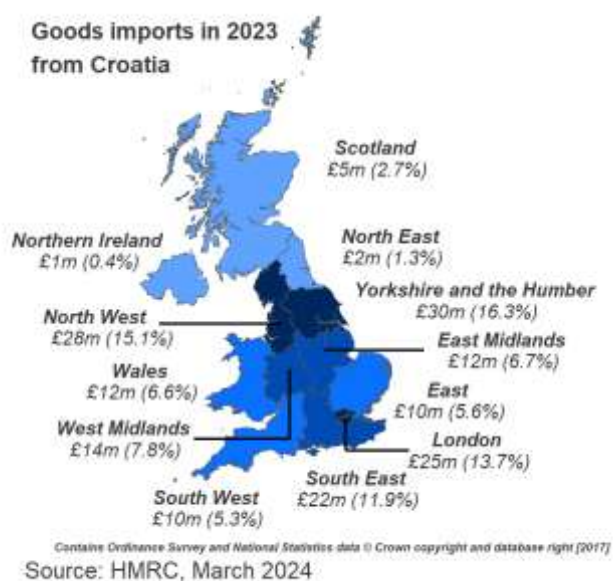 Goods imports in 2023
from Croatia
Scotland
£5m (2.7%)
Northern Ireland
£1m (0.4%)
North East
£2m (1.3%)
Yorkshire and the Humber
£30m (16.3%)
North West
£28m (15.1%)
East Midlands
£12m (6.7%)
Wales
£12m (6.6%)
East
£10m (5.6%)
West Midlands
£14m (7.8%)
London
£25m (13.7%)
South East
£22m (11.9%)
South West
£10m (5.3%)
Contains Ordinance Survey and National Statistics data © Crown copyright and database right [2017]
Source: HMRC, March 2024